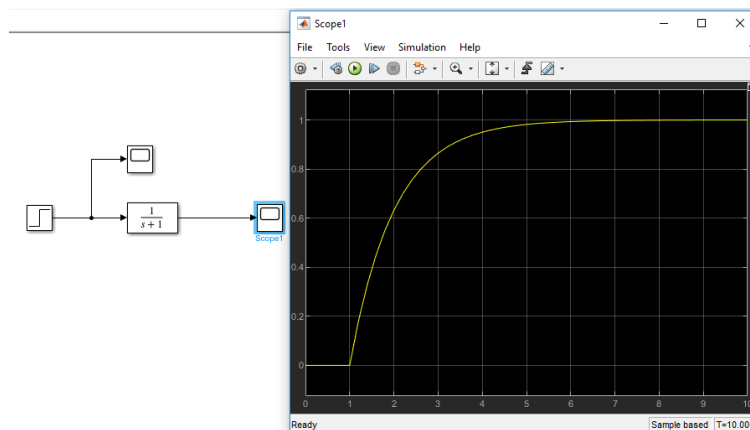 Scope1
File Tools View Simulation Help
1
s + 1
Scope1
1
0.8
0.6
0.4
0.2
0
0 1 2 3 4 5 6 7 8 9 10
Ready
Sample based T=10.00